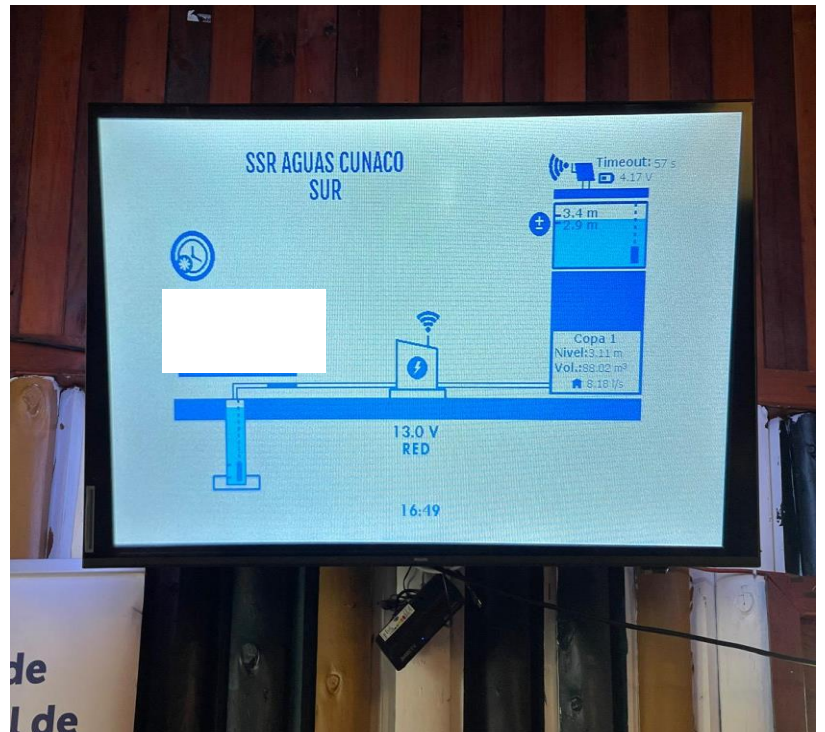 SSR AGUAS CUNACO
SUR
Timeout: 57 s
4.17 V
3.4 m
2.9 m
Copa 1
Nivel:3.11 m
Vol.:88.02 m³
8.18 l/s
13.0 V
RED
16:49
de
l de